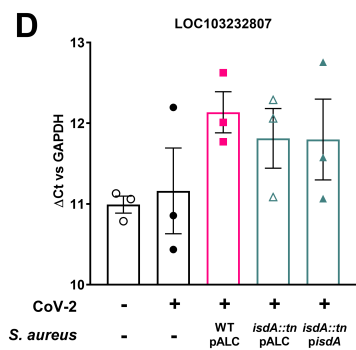 D
LOC103232807
ΔCt vs GAPDH
13
12
11
10
CoV-2 - + + + +
S. aureus - - WT pALC isdA::tn pALC isdA::tn pisdA